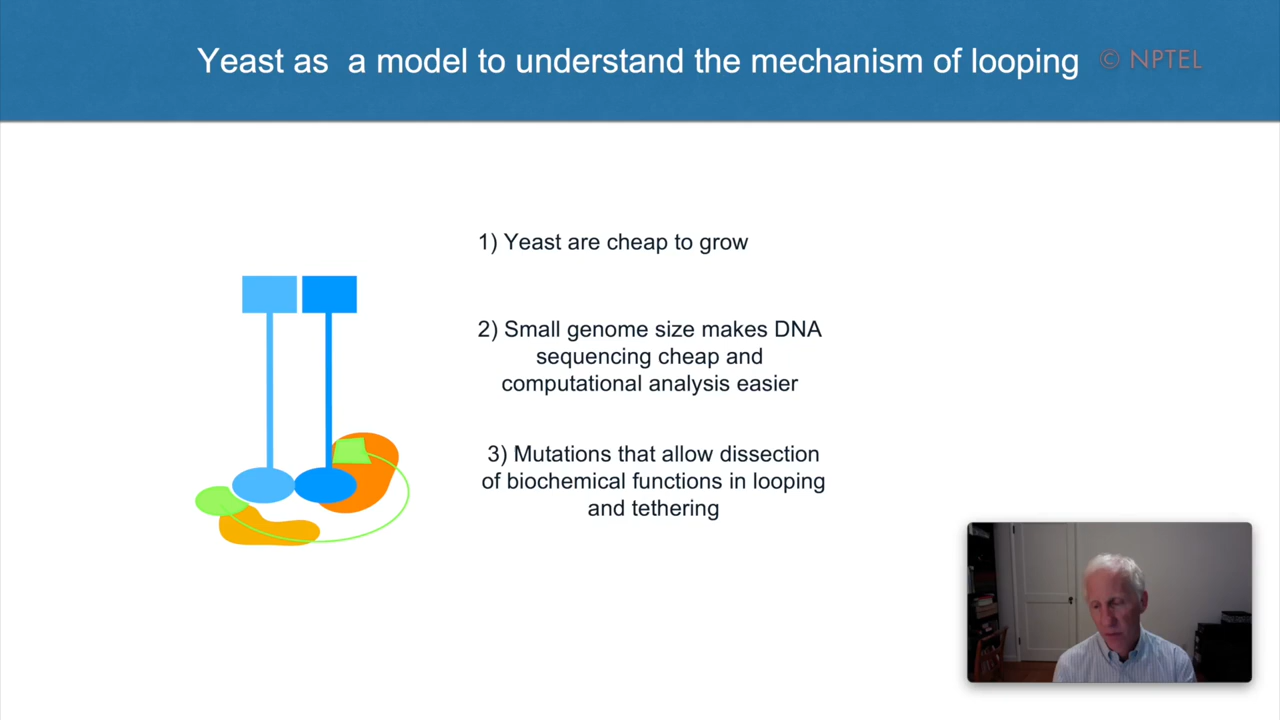 Yeast as a model to understand the mechanism of looping
© NPTEL
1) Yeast are cheap to grow
2) Small genome size makes DNA
sequencing cheap and
computational analysis easier
3) Mutations that allow dissection
of biochemical functions in looping
and tethering